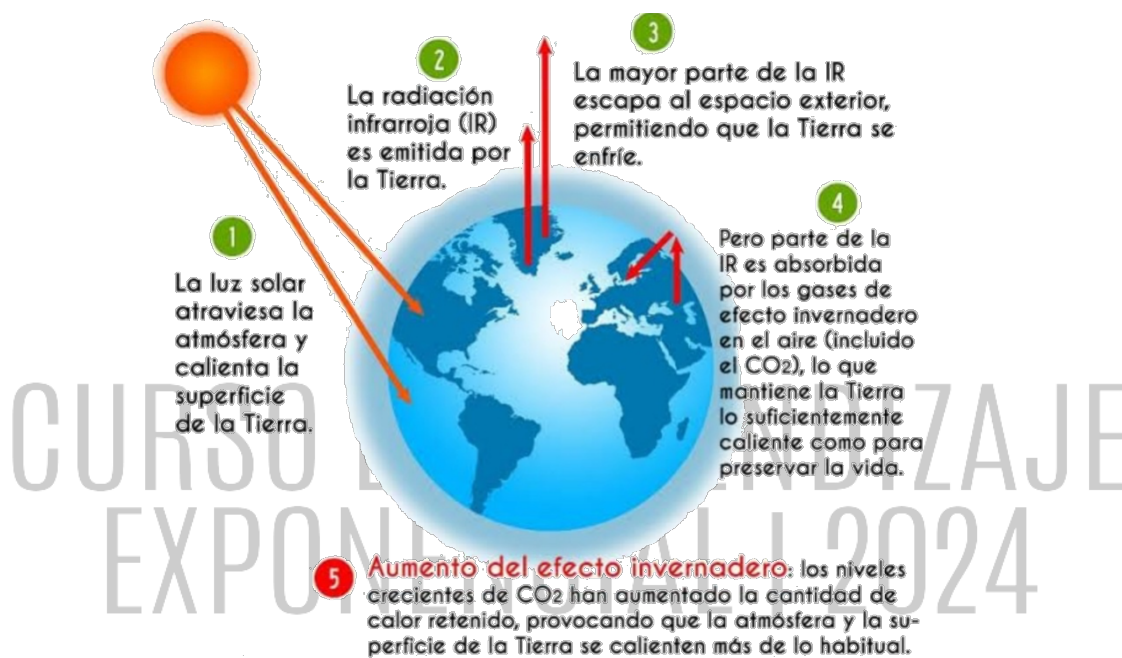 1
La luz solar
atraviesa la
atmósfera y
calienta la
superficie
de la Tierra.
2
La radiación
infrarroja (IR)
es emitida por
la Tierra.
3
La mayor parte de la IR
escapa al espacio exterior,
permitiendo que la Tierra se
enfríe.
4
Pero parte de la
IR es absorbida
por los gases de
efecto invernadero
en el aire (incluido
el CO2), lo que
mantiene la Tierra
lo suficientemente
caliente como para
preservar la vida.
5
Aumento del efecto invernadero: los niveles
crecientes de CO2 han aumentado la cantidad de
calor retenido, provocando que la atmósfera y la su-
perficie de la Tierra se calienten más de lo habitual.
CURSO
2024